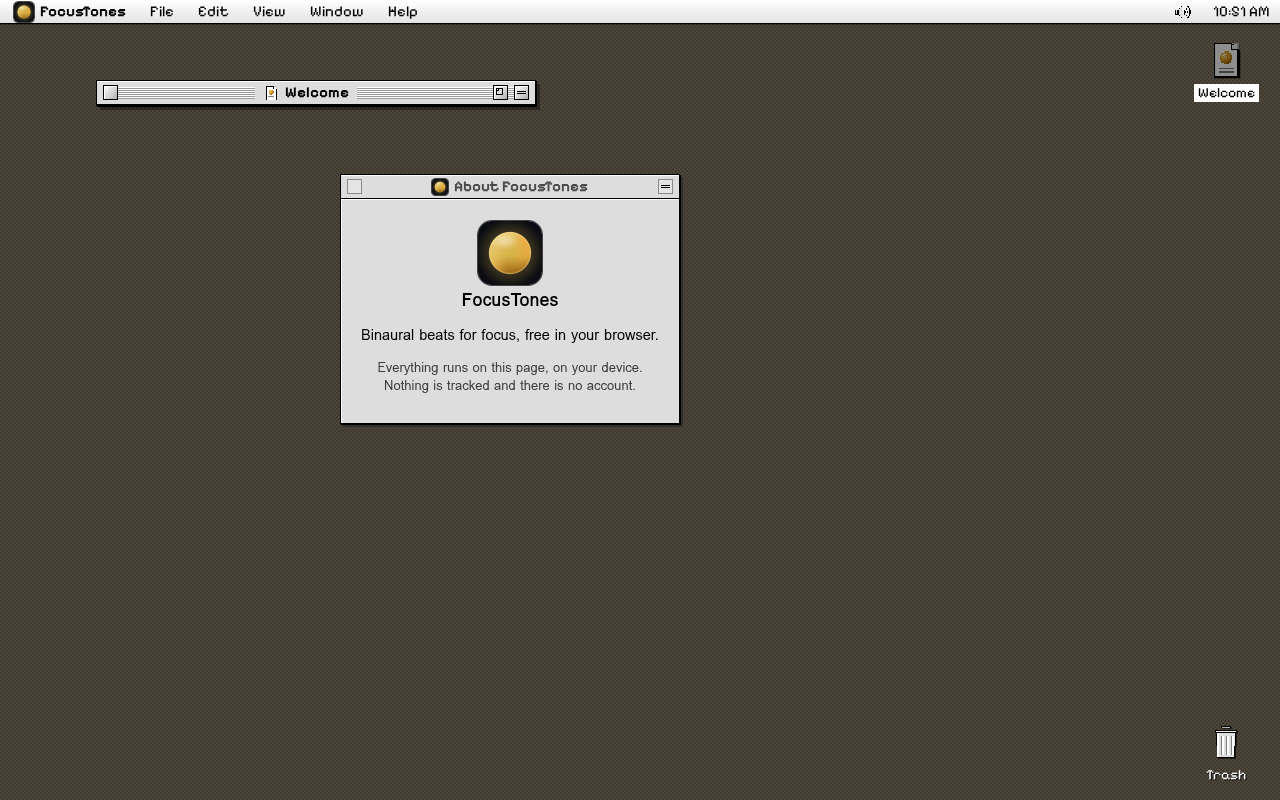 FocusTones File Edit View Window Help 10:51 AM
Welcome
Welcome
About FocusTones
FocusTones
Binaural beats for focus, free in your browser.
Everything runs on this page, on your device.
Nothing is tracked and there is no account.
Trash